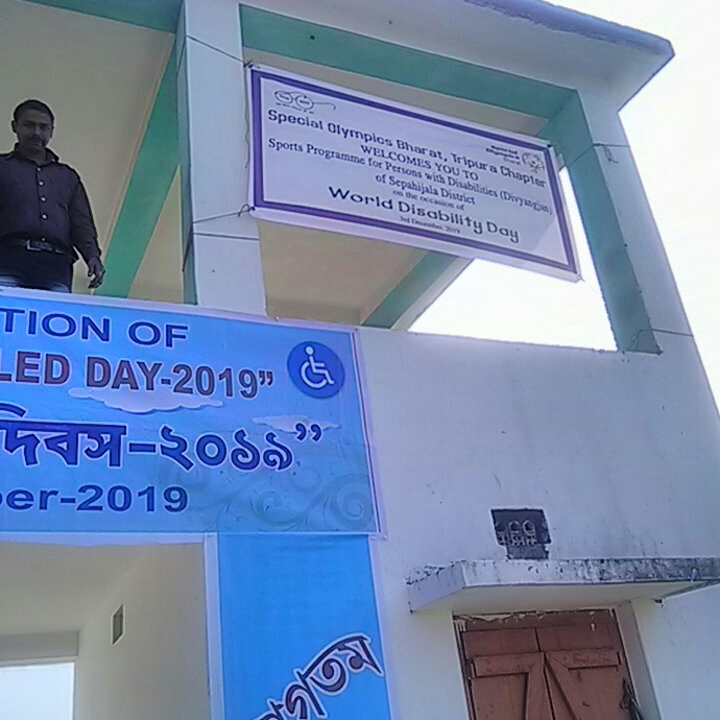 Special Olympics Bharat, Tripura Chapter
WELCOMES YOU TO
Sports Programme for Persons with Disabilities (Divyangjan)
of Sepahijala District
on the occasion of
World Disability Day
3rd December, 2019
TION OF
LED DAY-2019”
দিবস-২০১৯”
ber-2019
গতম